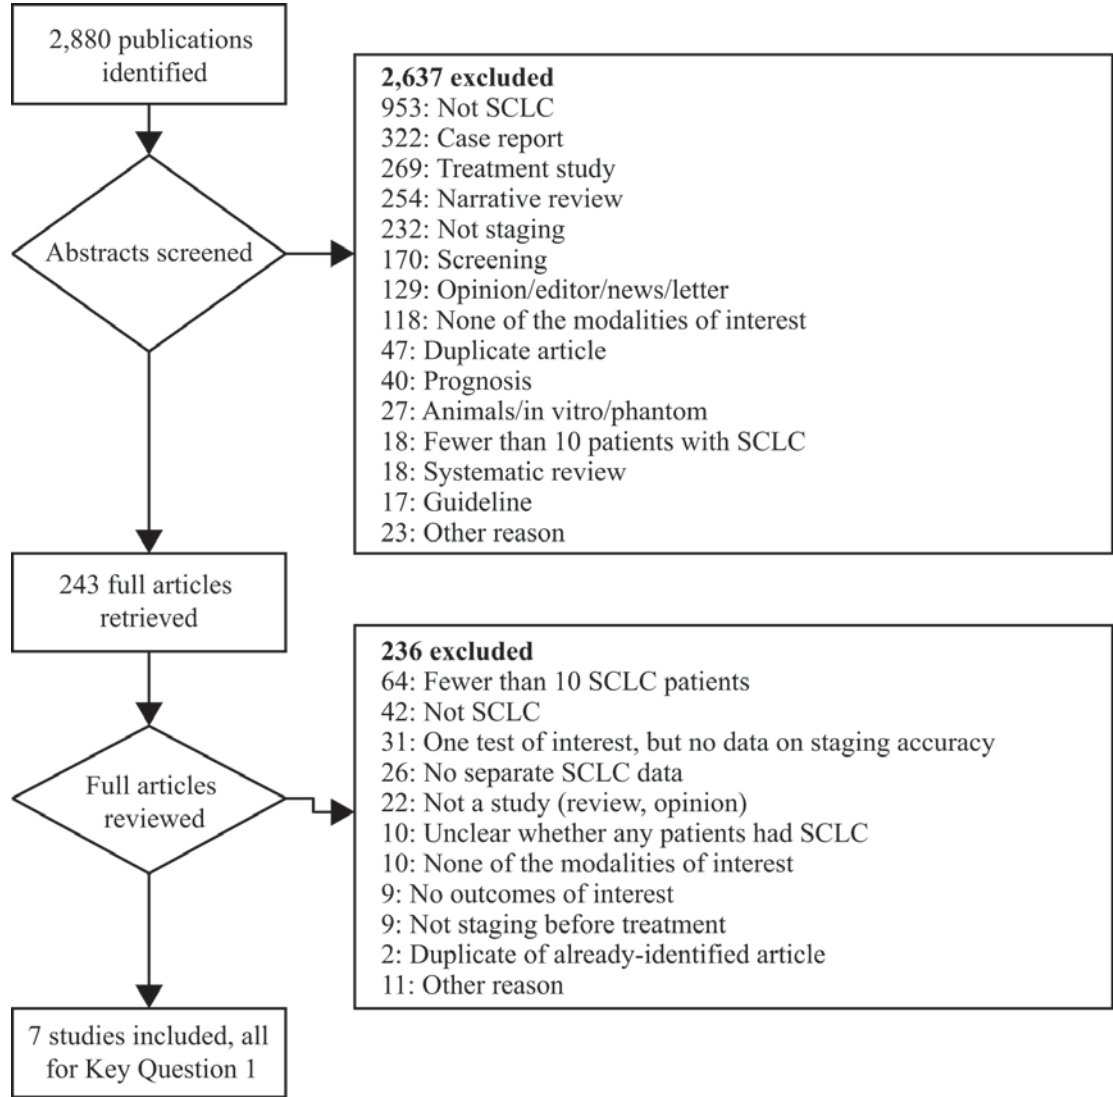 2,880 publications
identified
2,637 excluded
953: Not SCLC
322: Case report
269: Treatment study
254: Narrative review
232: Not staging
170: Screening
129: Opinion/editor/news/letter
118: None of the modalities of interest
47: Duplicate article
40: Prognosis
27: Animals/in vitro/phantom
18: Fewer than 10 patients with SCLC
18: Systematic review
17: Guideline
23: Other reason
Abstracts screened
243 full articles
retrieved
236 excluded
64: Fewer than 10 SCLC patients
42: Not SCLC
31: One test of interest, but no data on staging accuracy
26: No separate SCLC data
22: Not a study (review, opinion)
10: Unclear whether any patients had SCLC
10: None of the modalities of interest
9: No outcomes of interest
9: Not staging before treatment
2: Duplicate of already-identified article
11: Other reason
Full articles
reviewed
7 studies included, all
for Key Question 1